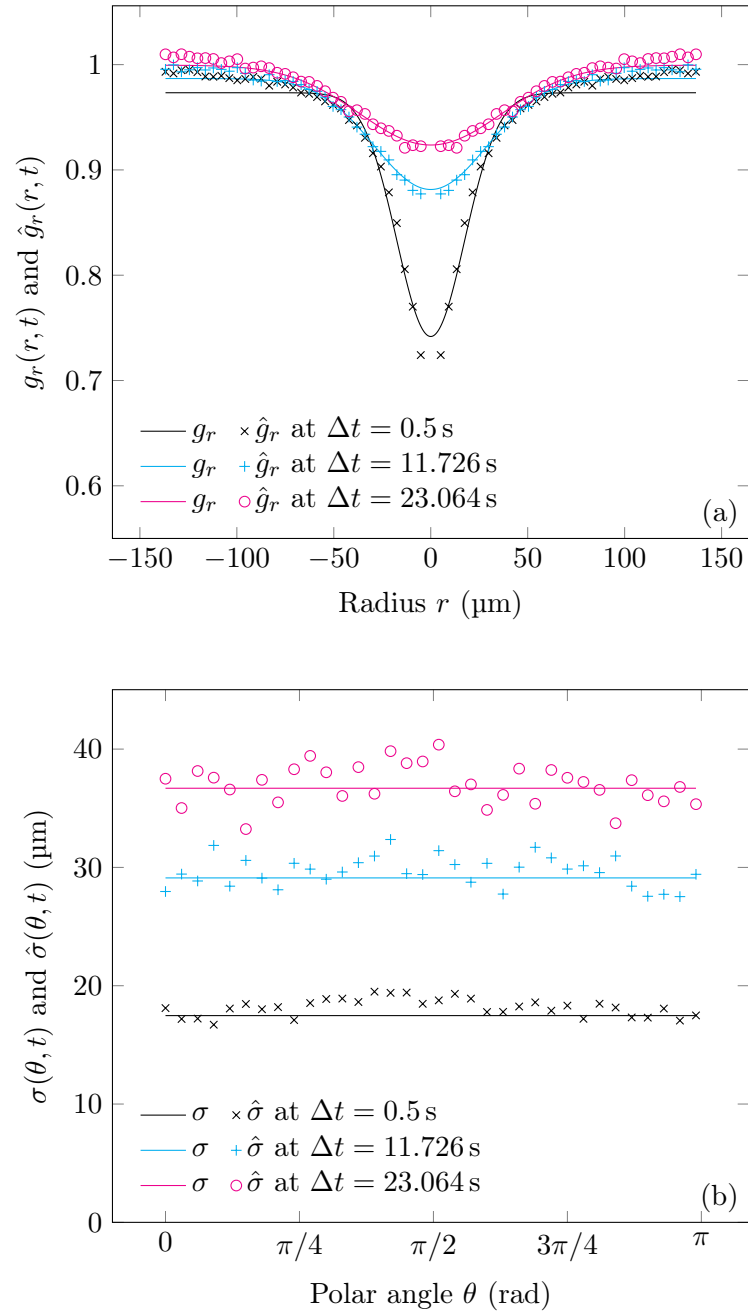 1
0.9
0.8
0.7
0.6
g_r(r, t) and ĝ_r(r, t)
g_r × ĝ_r at Δt = 0.5 s
g_r + ĝ_r at Δt = 11.726 s
g_r ○ ĝ_r at Δt = 23.064 s
(a)
−150 −100 −50 0 50 100 150
Radius r (µm)
40
30
20
10
0
σ(θ, t) and σ̂(θ, t) (µm)
σ × σ̂ at Δt = 0.5 s
σ + σ̂ at Δt = 11.726 s
σ ○ σ̂ at Δt = 23.064 s
(b)
0 π/4 π/2 3π/4 π
Polar angle θ (rad)